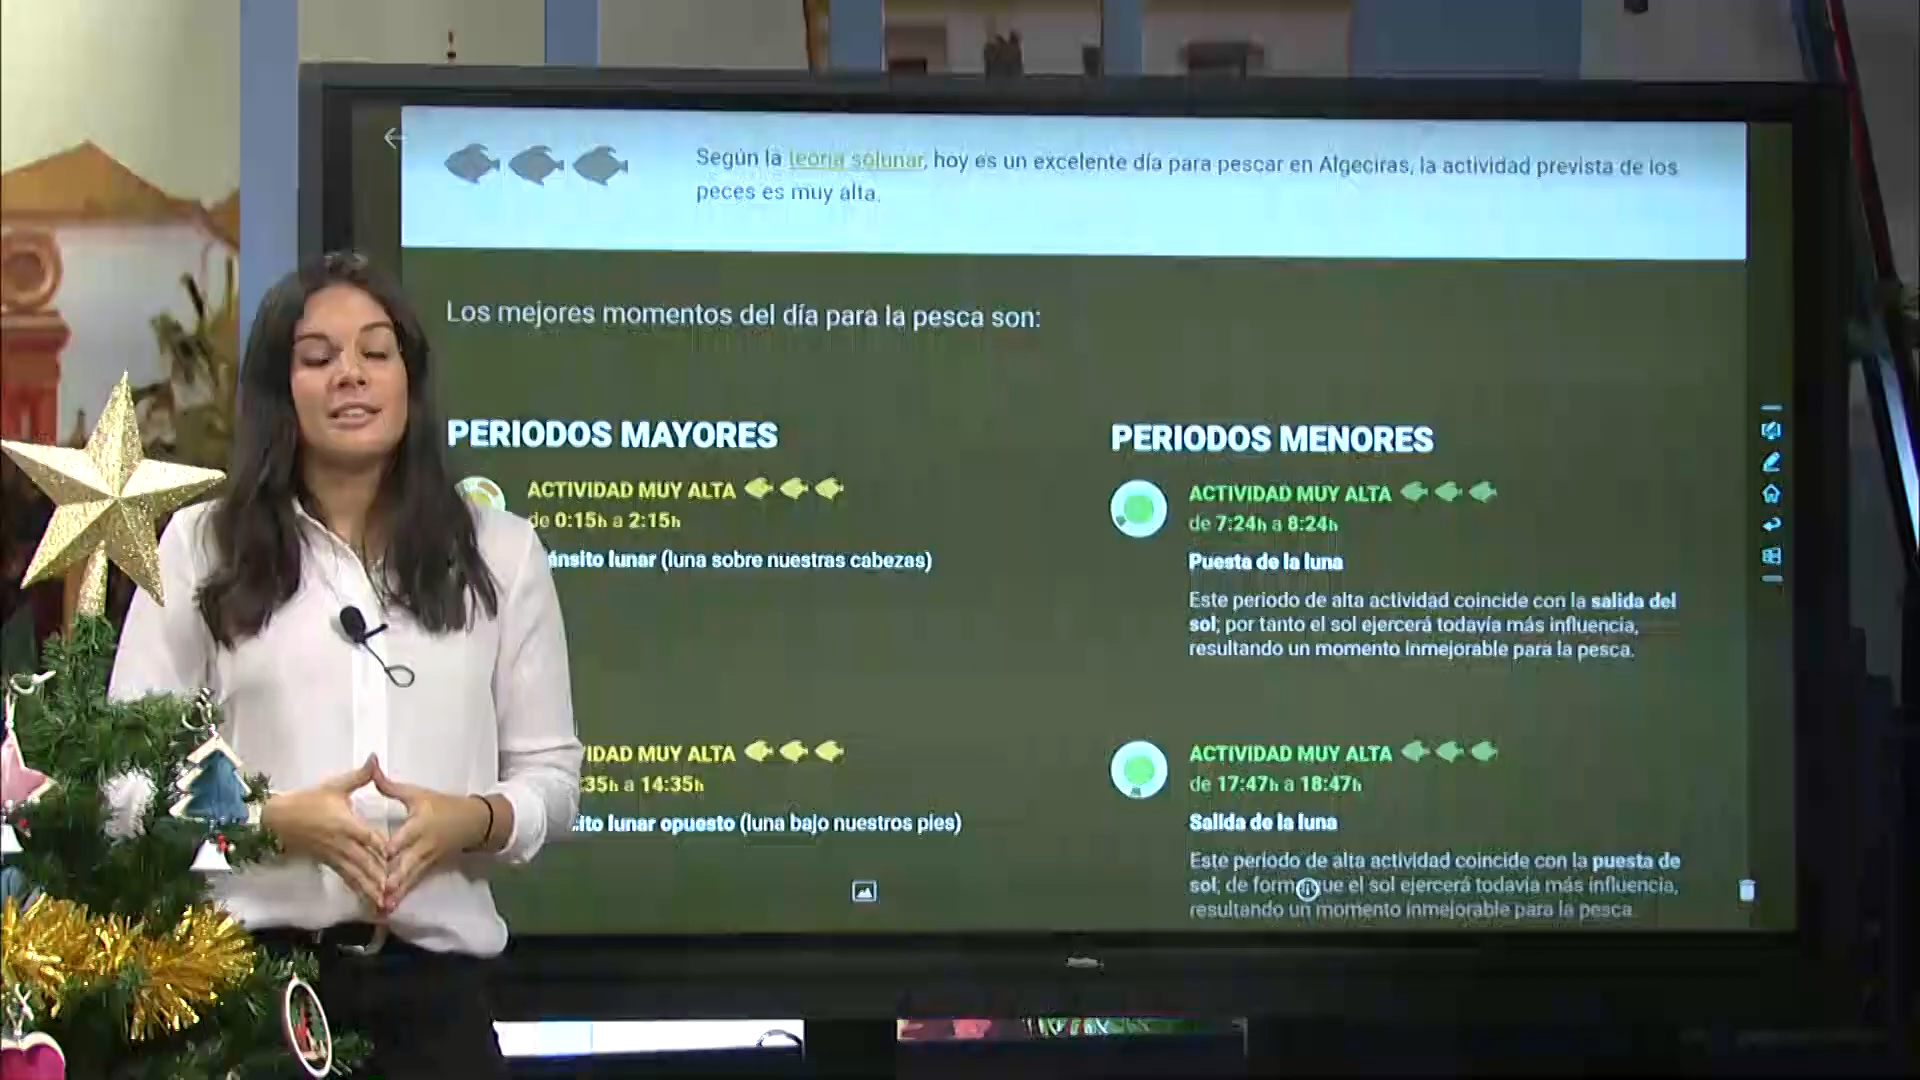 Según la teoría solunar, hoy es un excelente día para pescar en Algeciras, la actividad prevista de los
peces es muy alta.
Los mejores momentos del día para la pesca son:
PERIODOS MAYORES
ACTIVIDAD MUY ALTA
de 0:15h a 2:15h
ánsito lunar (luna sobre nuestras cabezas)
VIDAD MUY ALTA
:35h a 14:35h
ito lunar opuesto (luna bajo nuestros pies)
PERIODOS MENORES
ACTIVIDAD MUY ALTA
de 7:24h a 8:24h
Puesta de la luna
Este periodo de alta actividad coincide con la salida del
sol; por tanto el sol ejercerá todavía más influencia,
resultando un momento inmejorable para la pesca.
ACTIVIDAD MUY ALTA
de 17:47h a 18:47h
Salida de la luna
Este periodo de alta actividad coincide con la puesta de
sol; de forma que el sol ejercerá todavía más influencia,
resultando un momento inmejorable para la pesca.